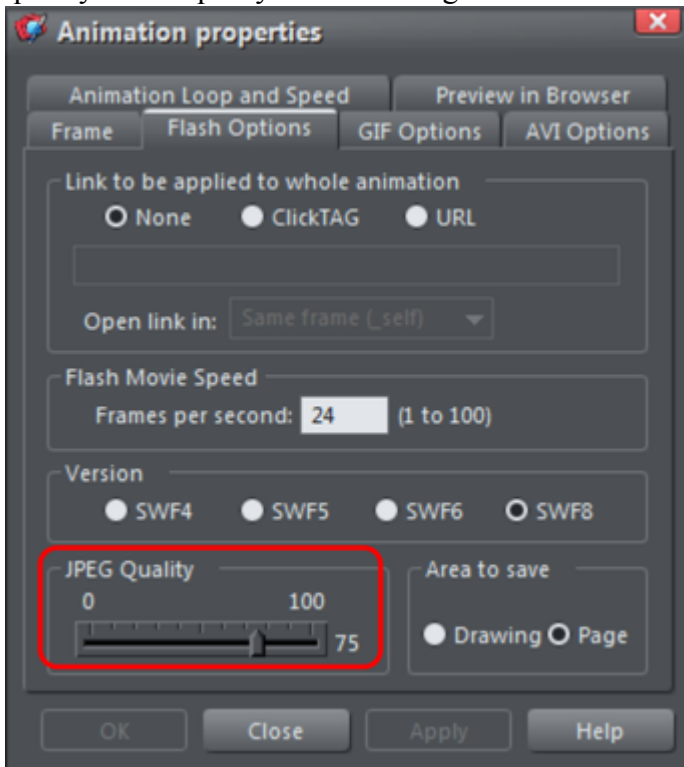 Animation properties
Animation Loop and Speed Preview in Browser
Frame Flash Options GIF Options AVI Options
Link to be applied to whole animation
None ClickTAG URL
Open link in: Same frame (_self)
Flash Movie Speed
Frames per second: 24 (1 to 100)
Version
SWF4 SWF5 SWF6 SWF8
JPEG Quality Area to save
0 100
75 Drawing Page
OK Close Apply Help